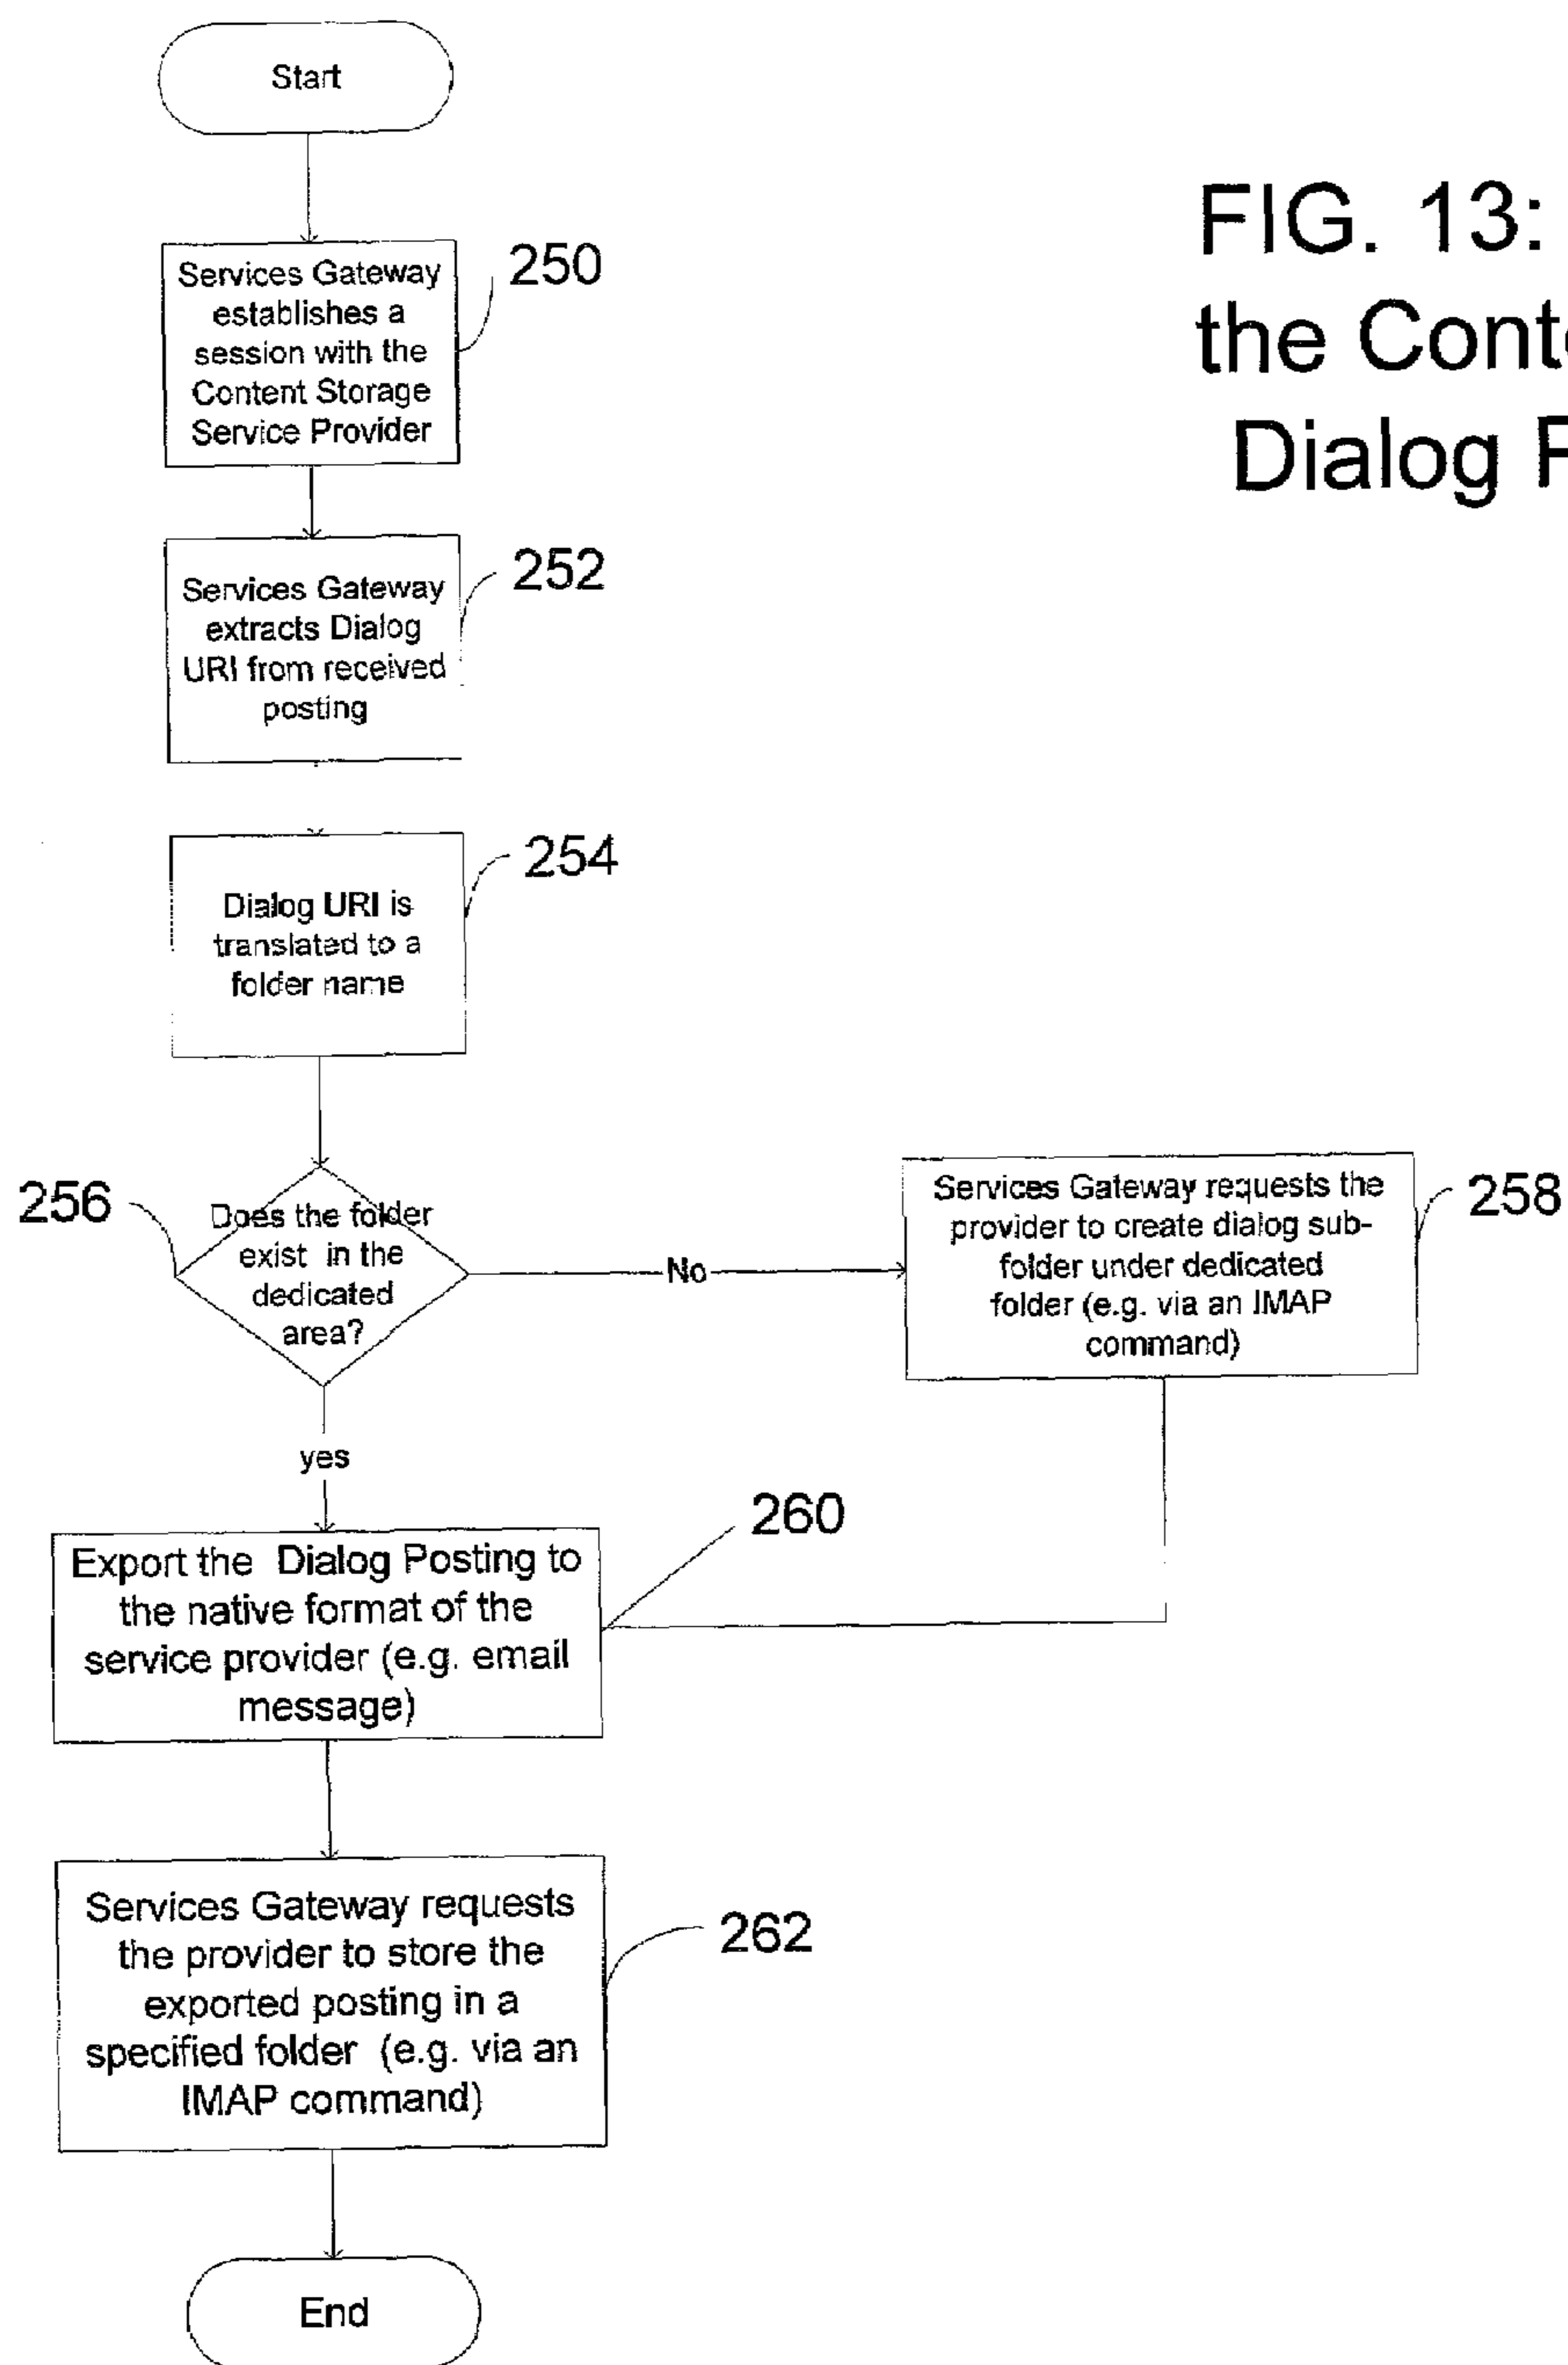 Start
Services Gateway
establishes a
session with the
Content Storage
Service Provider
250
Services Gateway
extracts Dialog
URI from received
posting
252
Dialog URI is
translated to a
folder name
254
256
Does the folder
exist in the
dedicated
area?
No
Services Gateway requests the
provider to create dialog sub-
folder under dedicated
folder (e.g. via an IMAP
command)
258
yes
Export the Dialog Posting to
the native format of the
service provider (e.g. email
message)
260
Services Gateway requests
the provider to store the
exported posting in a
specified folder (e.g. via an
IMAP command)
262
End
FIG. 13:
the
Dialog